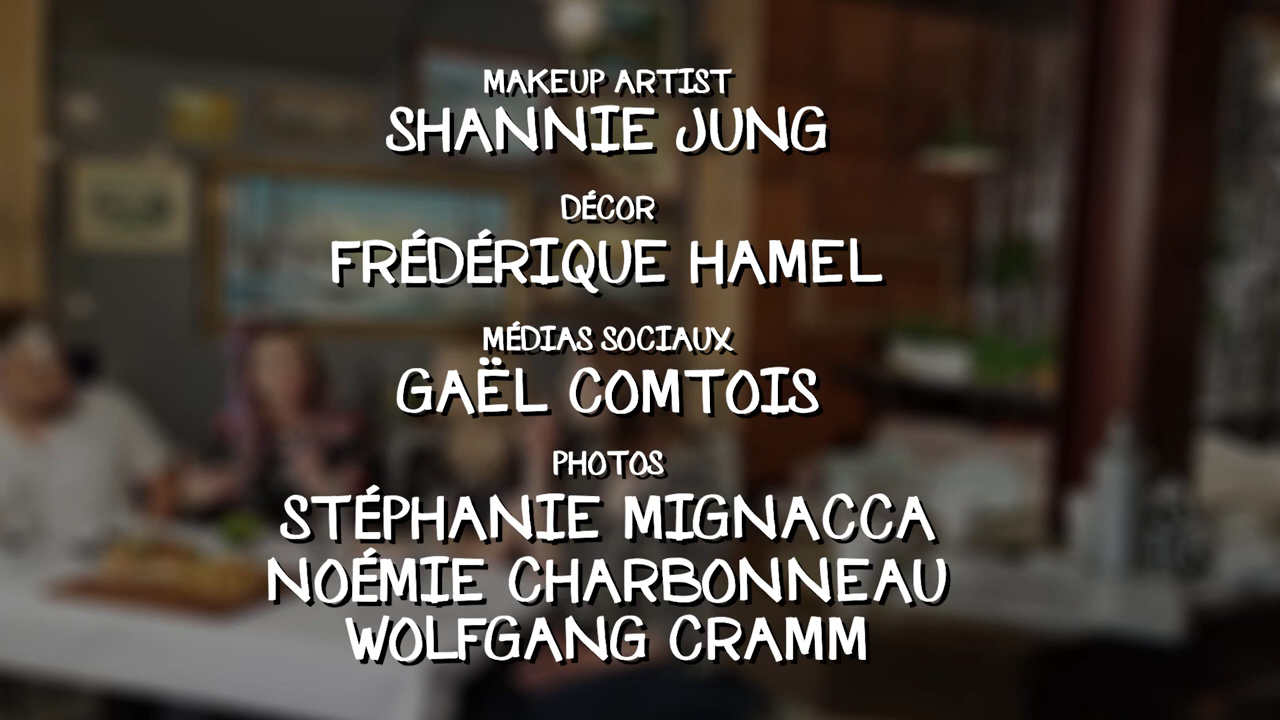 MAKEUP ARTIST
SHANNIE JUNG
DÉCOR
FRÉDÉRIQUE HAMEL
MÉDIAS SOCIAUX
GAËL COMTOIS
PHOTOS
STÉPHANIE MIGNACCA
NOÉMIE CHARBONNEAU
WOLFGANG CRAMM